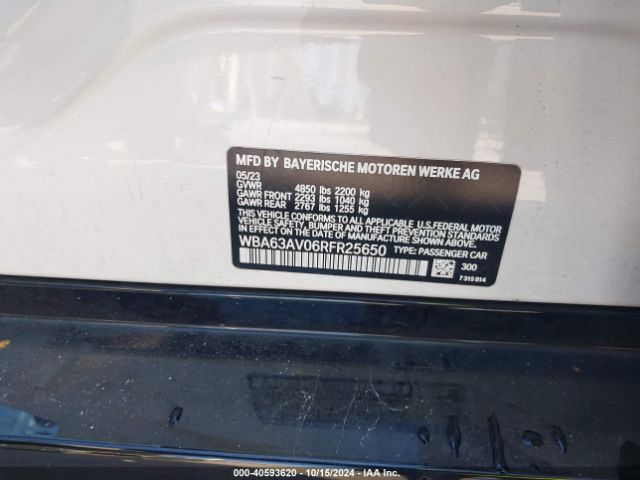 MFD BY BAYERISCHE MOTOREN WERKE AG
05/23
GVWR 4850 lbs 2200 kg
GAWR FRONT 2293 lbs 1040 kg
GAWR REAR 2767 lbs 1255 kg
THIS VEHICLE CONFORMS TO ALL APPLICABLE U.S.FEDERAL MOTOR
VEHICLE SAFETY, BUMPER AND THEFT PREVENTION STANDARDS
IN EFFECT ON THE DATE OF MANUFACTURE SHOWN ABOVE.
WBA63AV06RFR25650 TYPE: PASSENGER CAR
300
7 315 814
000-40593620 - 10/15/2024 - IAA Inc.